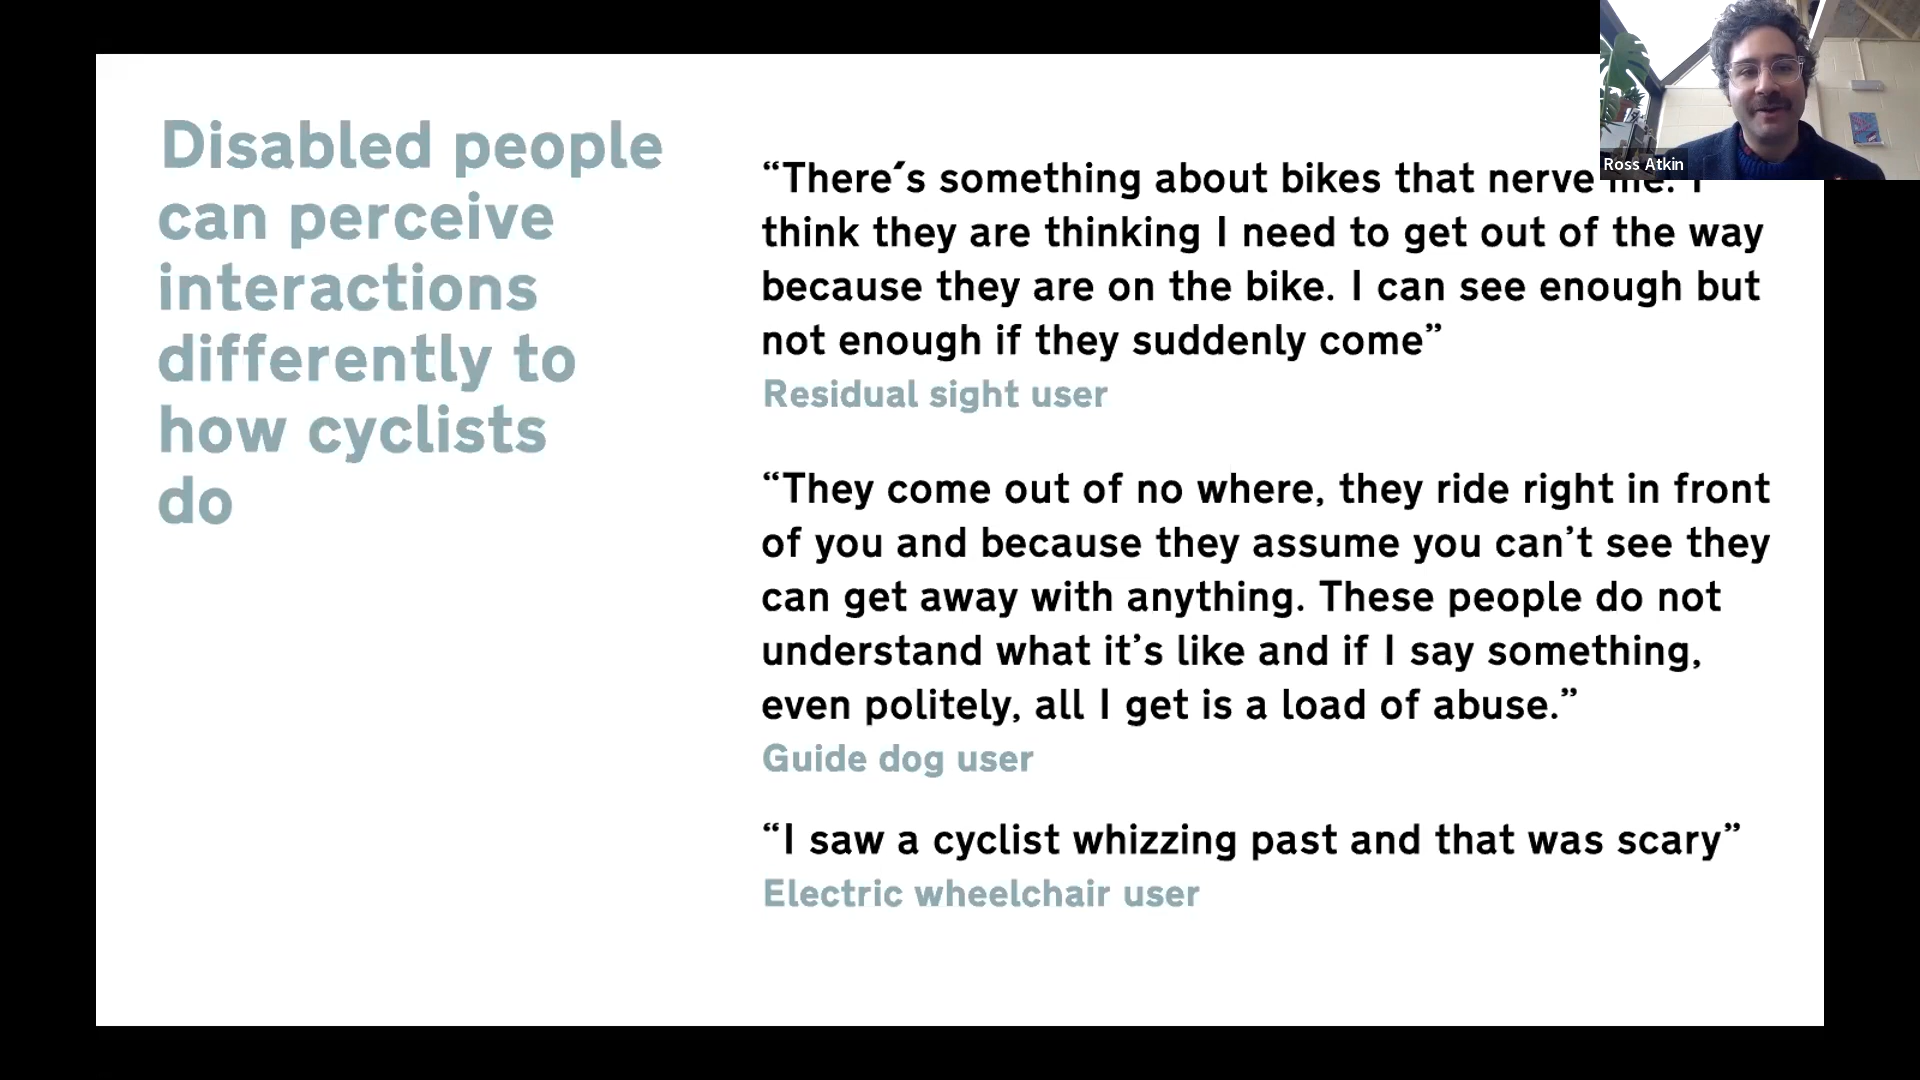 Disabled people
can perceive
interactions
differently to
how cyclists
do
“There´s something about bikes that nerve me. I
think they are thinking I need to get out of the way
because they are on the bike. I can see enough but
not enough if they suddenly come”
Residual sight user
“They come out of no where, they ride right in front
of you and because they assume you can’t see they
can get away with anything. These people do not
understand what it’s like and if I say something,
even politely, all I get is a load of abuse.”
Guide dog user
“I saw a cyclist whizzing past and that was scary”
Electric wheelchair user
Ross Atkin